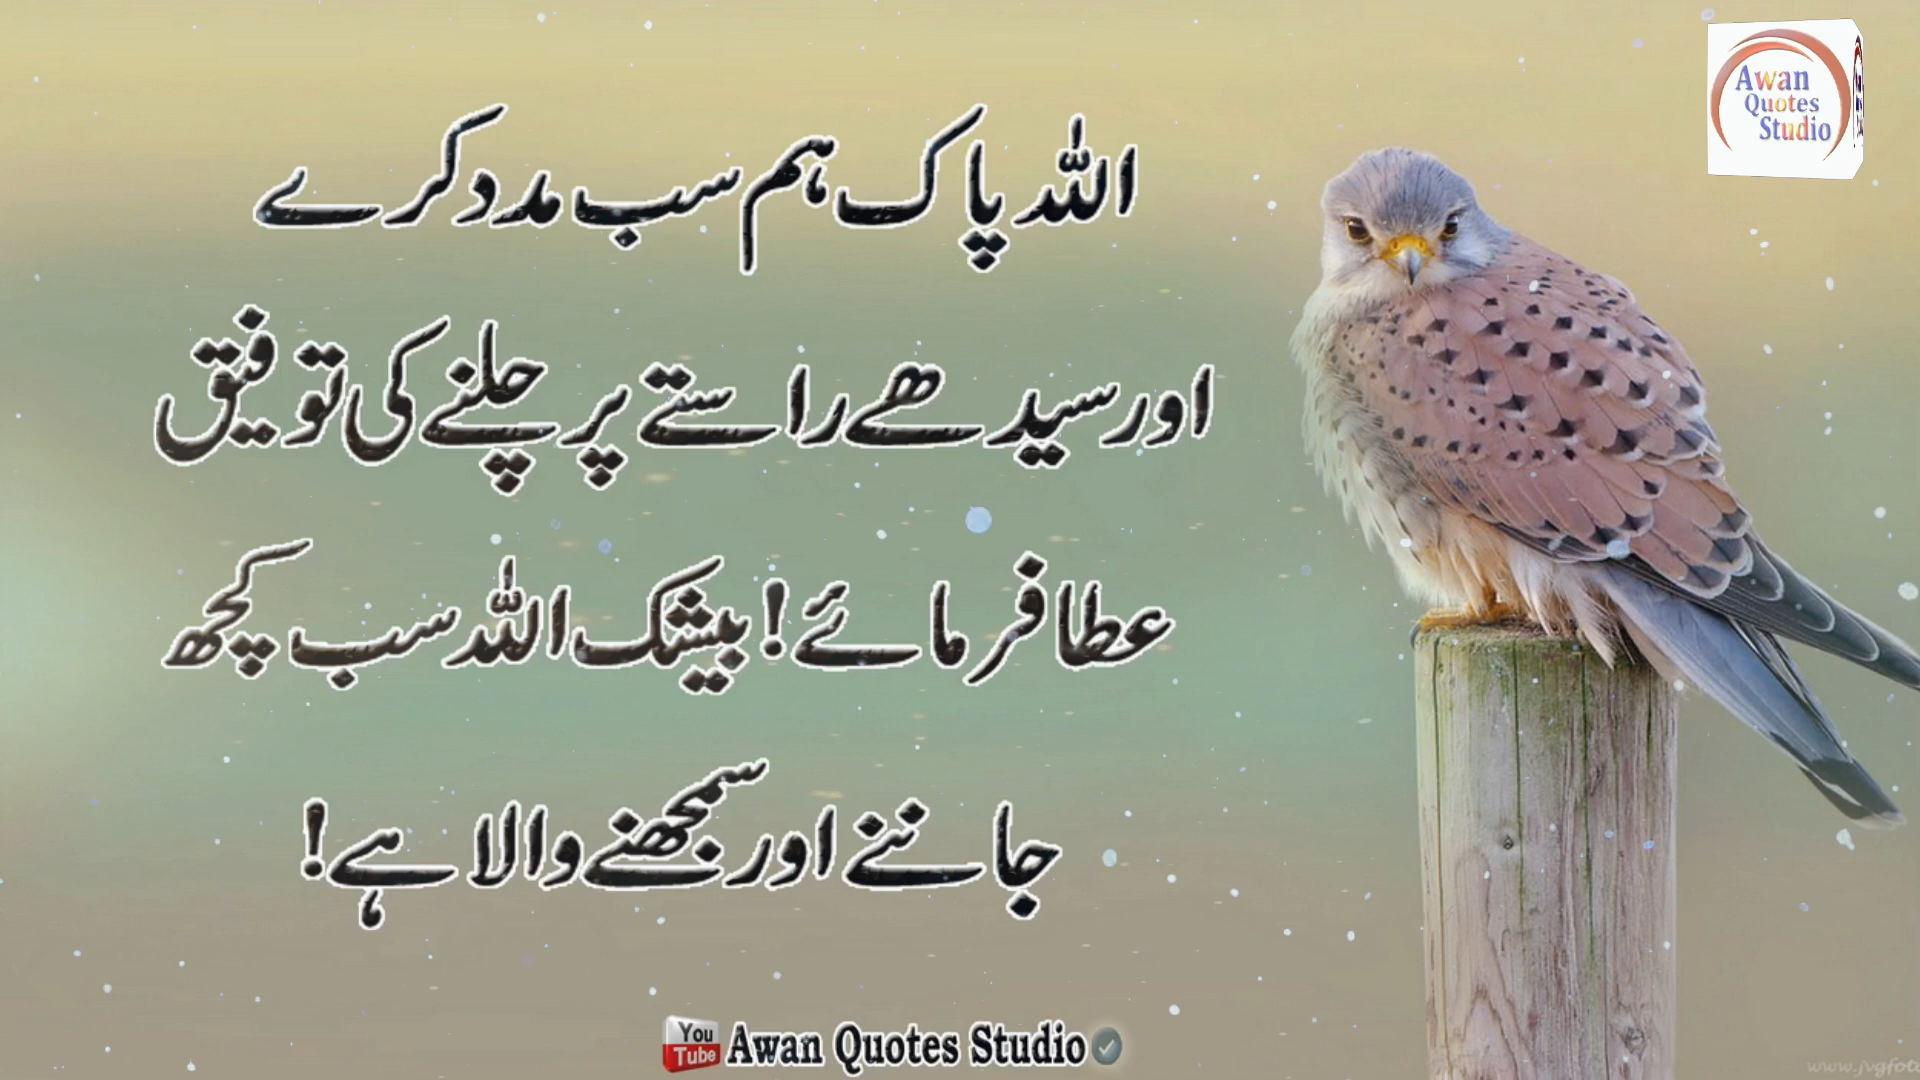 Awan
Quotes
Studio
اللہ پاک ہم سب مدد کرے
اور سیدھے راستے پر چلنے کی توفیق
عطا فرمائے! بیشک اللہ سب کچھ
جاننے اور سمجھنے والا ہے!
You Tube Awan Quotes Studio